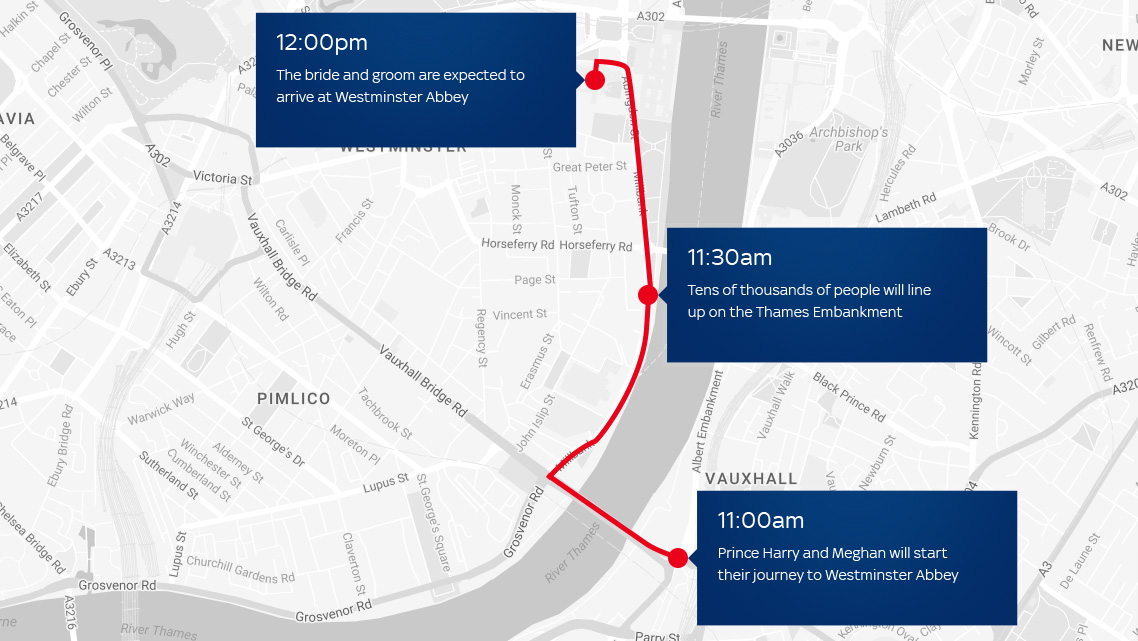 Halkin St
Grosvenor Pl
Chapel St
Chester St
Wilton St
A302
River Thames
Morley St
NEW
12:00pm
The bride and groom are expected to
arrive at Westminster Abbey
Abingdon St
WESTMINSTER
Archbishop's
Park
A3036
Hercules Rd
Lambeth Rd
A302
AVIA
Belgrave Pl
A302
Victoria St
A3217
A3214
Great Peter St
Millbank
Monck St
Tufton St
Francis St
Carlisle Pl
Horseferry Rd
Horseferry Rd
Brook Dr
Elizabeth St
Ebury St
A3213
Vauxhall Bridge Rd
Wilton Rd
Page St
Vincent St
Regency St
Erasmus St
Eaton Pl
Hugh St
11:30am
Tens of thousands of people will line
up on the Thames Embankment
Wincott St
Gilbert Rd
Renfrew Rd
Kennington Rd
A320
Vauxhall Bridge Rd
PIMLICO
Warwick Way
Tachbrook St
Moreton Pl
John Islip St
Millbank
Albert Embankment
Vauxhall Walk
Black Prince Rd
Newburn St
214
Ebury Bridge Rd
St George's Dr
Alderney St
Winchester St
Cumberland St
Sutherland St
Lupus St
St.George's Square
VAUXHALL
Grosvenor Rd
River Thames
11:00am
Prince Harry and Meghan will start
their journey to Westminster Abbey
helsea Bridge Rd
Lupus St
Churchill Gardens Rd
Claverton St
Grosvenor Rd
Grosvenor Rd
A3216
River Thames
A3
De Laune St
Parry St